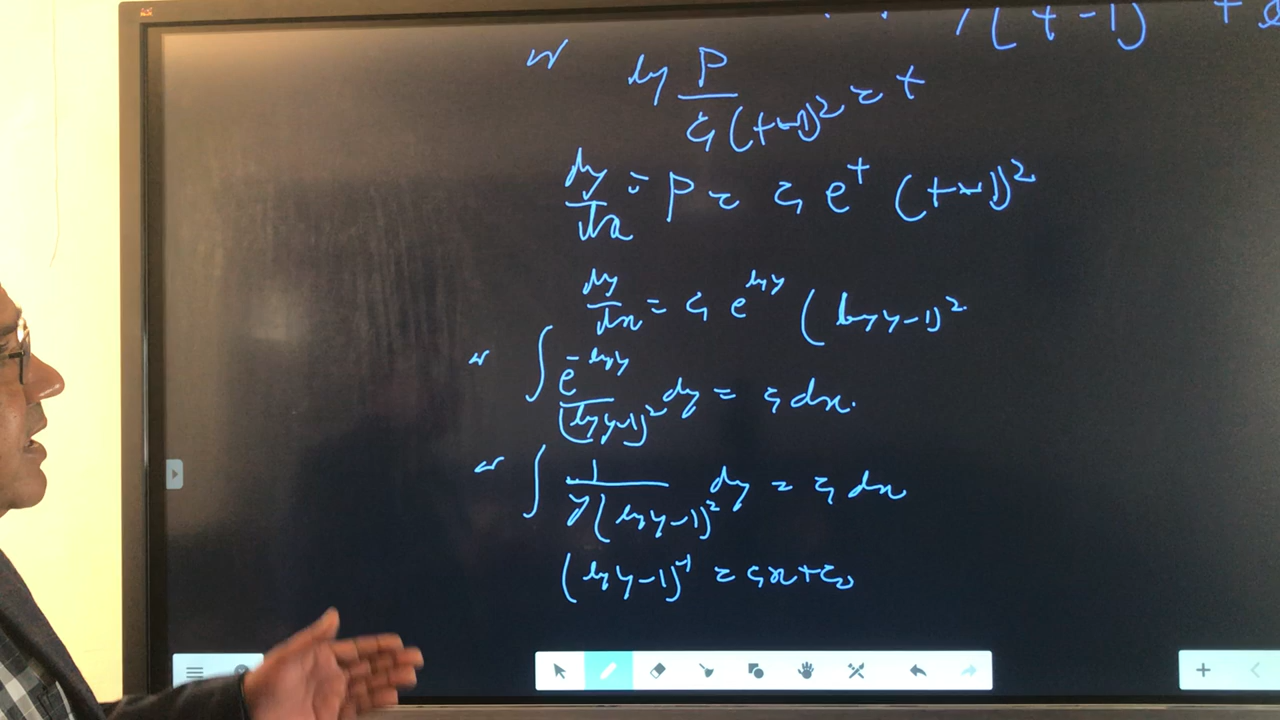 (t-1) +
or log P/c₁(t-1)² = t
dy/dx = P = c₁ e^t (t-1)²
dy/dx = c₁ e^{log y} (log y-1)²
or ∫ e^{-log y}/(log y-1)² dy = c₁ dx.
or ∫ 1/y(log y-1)² dy = c₁ dx
(log y-1)^{-1} = c₁x+c₂